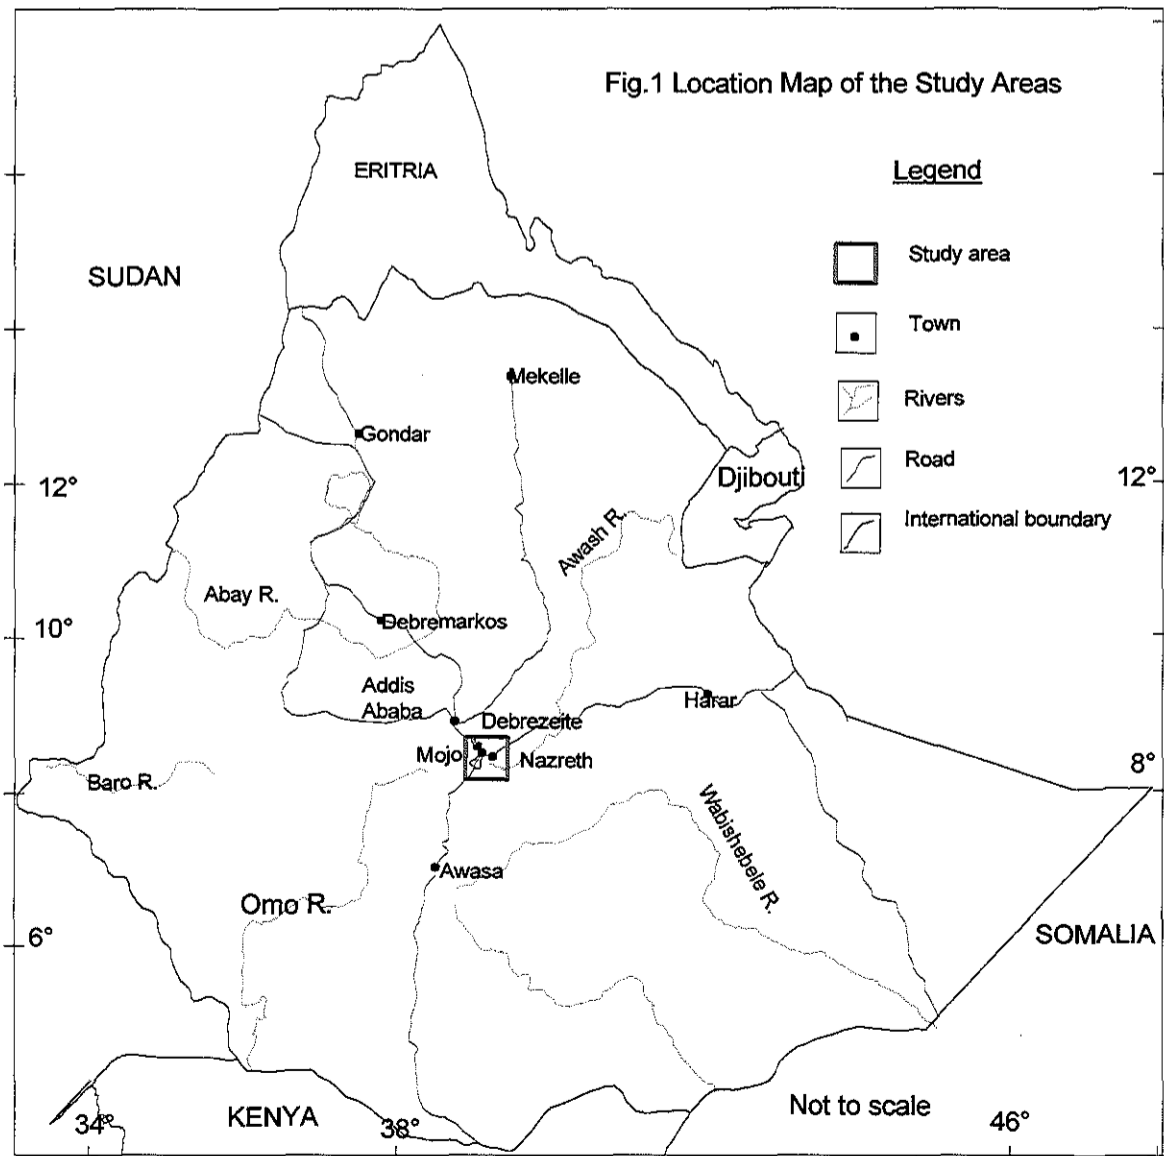 Fig.1 Location Map of the Study Areas
Legend
ERITRIA
SUDAN
Study area
Town
Mekelle
Rivers
Gondar
Road
Djibouti
12°
12°
International boundary
Awash R.
Abay R.
10°
Debremarkos
Addis
Ababa
Harar
Debrezeite
Mojo
Nazreth
8°
Baro R.
Wabishebele R.
Awasa
Omo R.
6°
SOMALIA
Not to scale
KENYA
34°
38°
46°